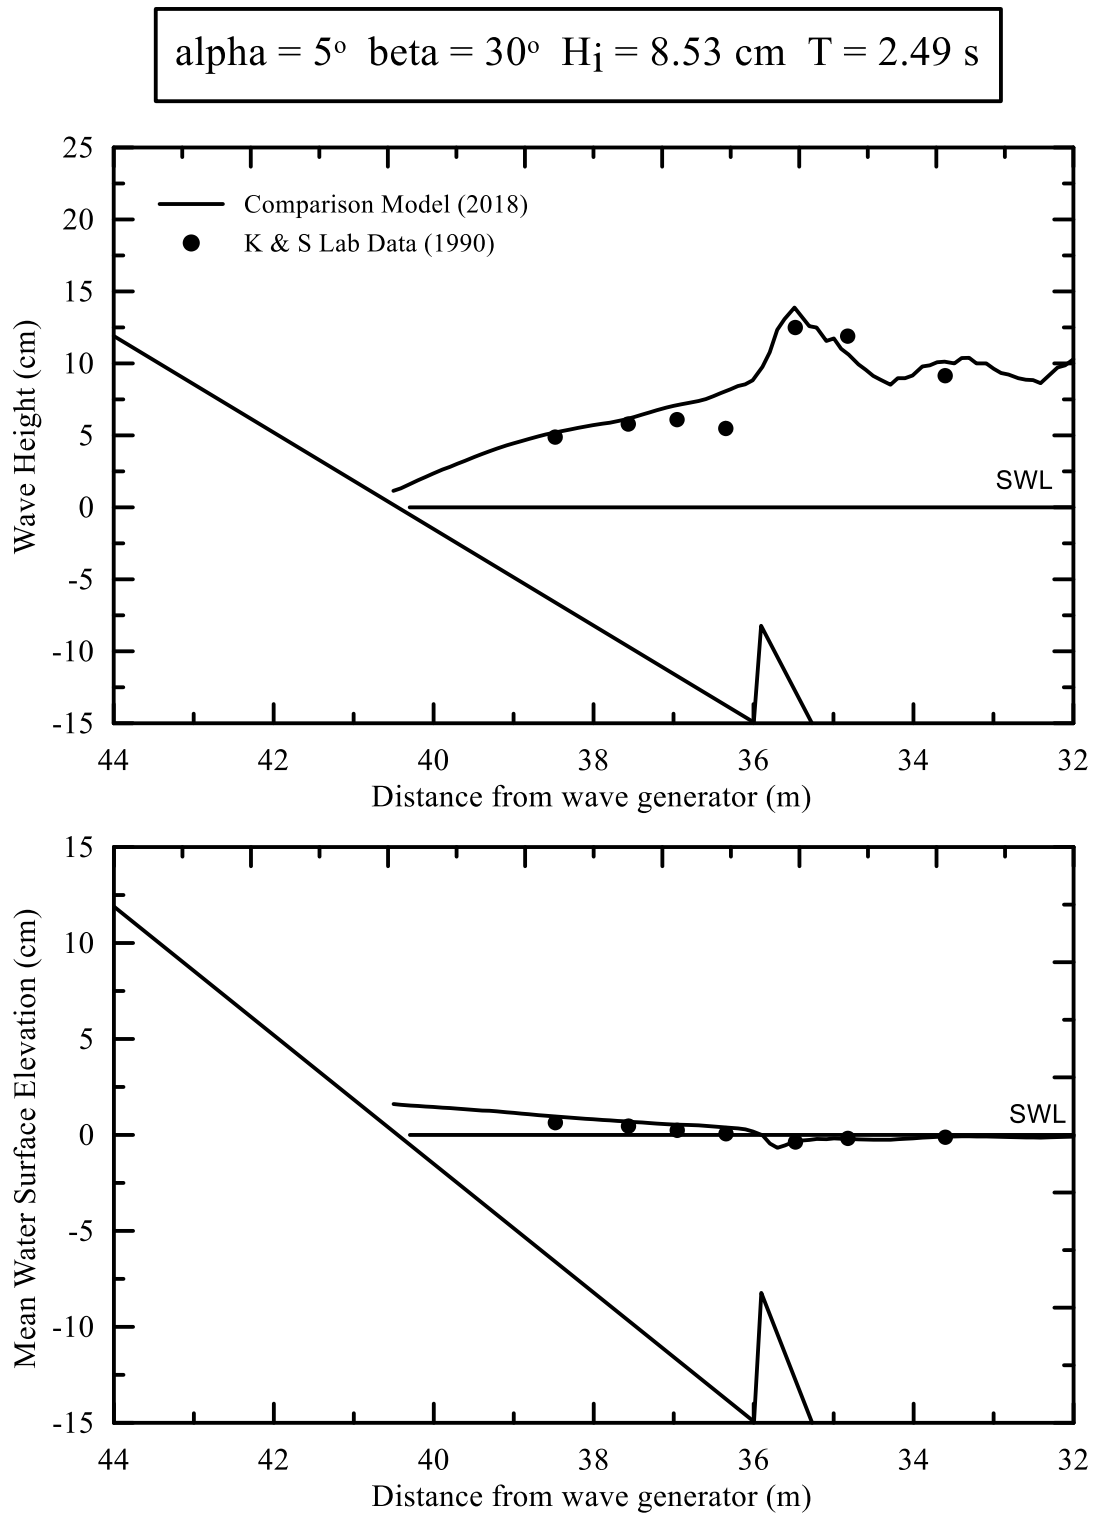 alpha = 5º  beta = 30º  Hi = 8.53 cm  T = 2.49 s
25
20
15
10
5
0
-5
-10
-15
Wave Height (cm)
Comparison Model (2018)
K & S Lab Data (1990)
SWL
44 42 40 38 36 34 32
Distance from wave generator (m)
15
10
5
0
-5
-10
-15
Mean Water Surface Elevation (cm)
SWL
44 42 40 38 36 34 32
Distance from wave generator (m)